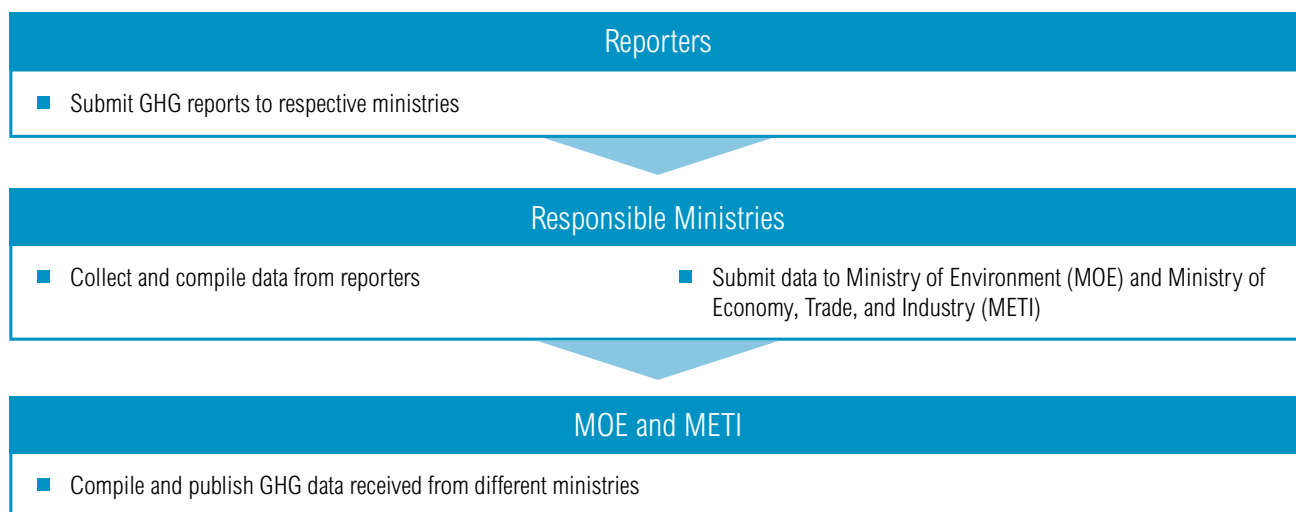 Reporters
Submit GHG reports to respective ministries
Responsible Ministries
Collect and compile data from reporters
Submit data to Ministry of Environment (MOE) and Ministry of
Economy, Trade, and Industry (METI)
MOE and METI
Compile and publish GHG data received from different ministries